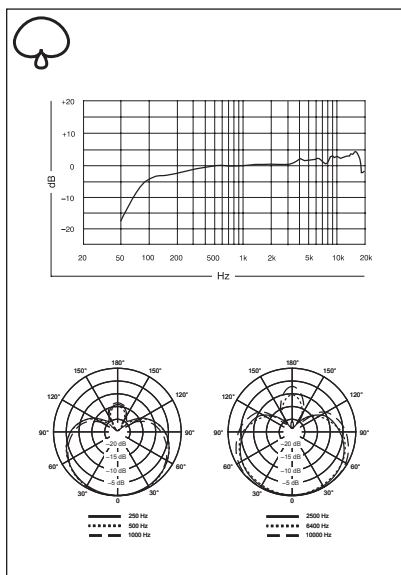 +20
+10
0
−10
−20
dB
20 50 100 200 500 1k 2k 5k 10k 20k
Hz
180°
150° 150°
120° 120°
90° 90°
60° 60°
30° 30°
0
−20 dB
−15 dB
−10 dB
−5 dB
250 Hz
500 Hz
1000 Hz
180°
150° 150°
120° 120°
90° 90°
60° 60°
30° 30°
0
−20 dB
−15 dB
−10 dB
−5 dB
2500 Hz
6400 Hz
10000 Hz